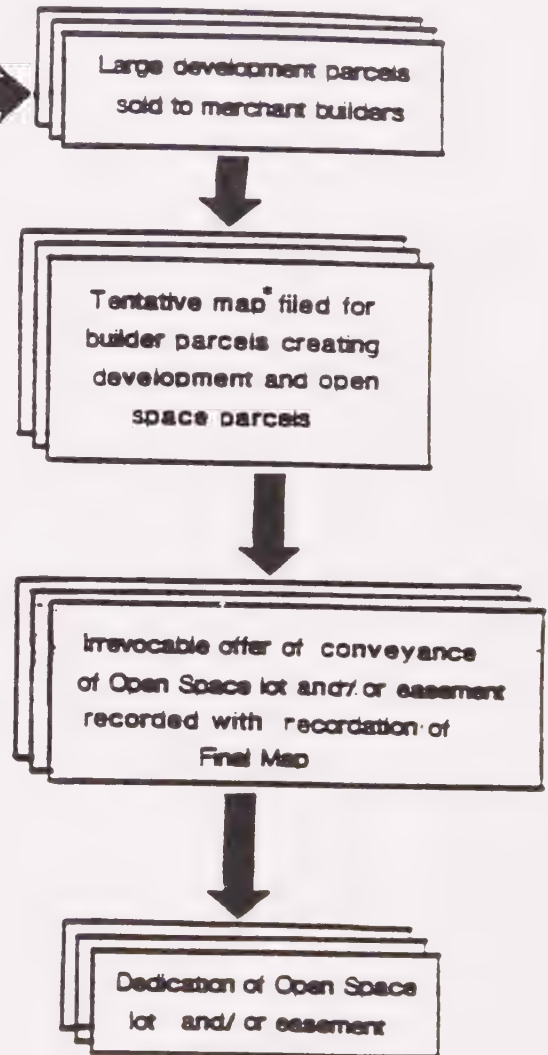 Large development parcels
sold to merchant builders
Tentative map* filed for
builder parcels creating
development and open
space parcels
Irrevocable offer of conveyance
of Open Space lot and/ or easement
recorded with recordation of
Final Map
Dedication of Open Space
lot and/ or easement